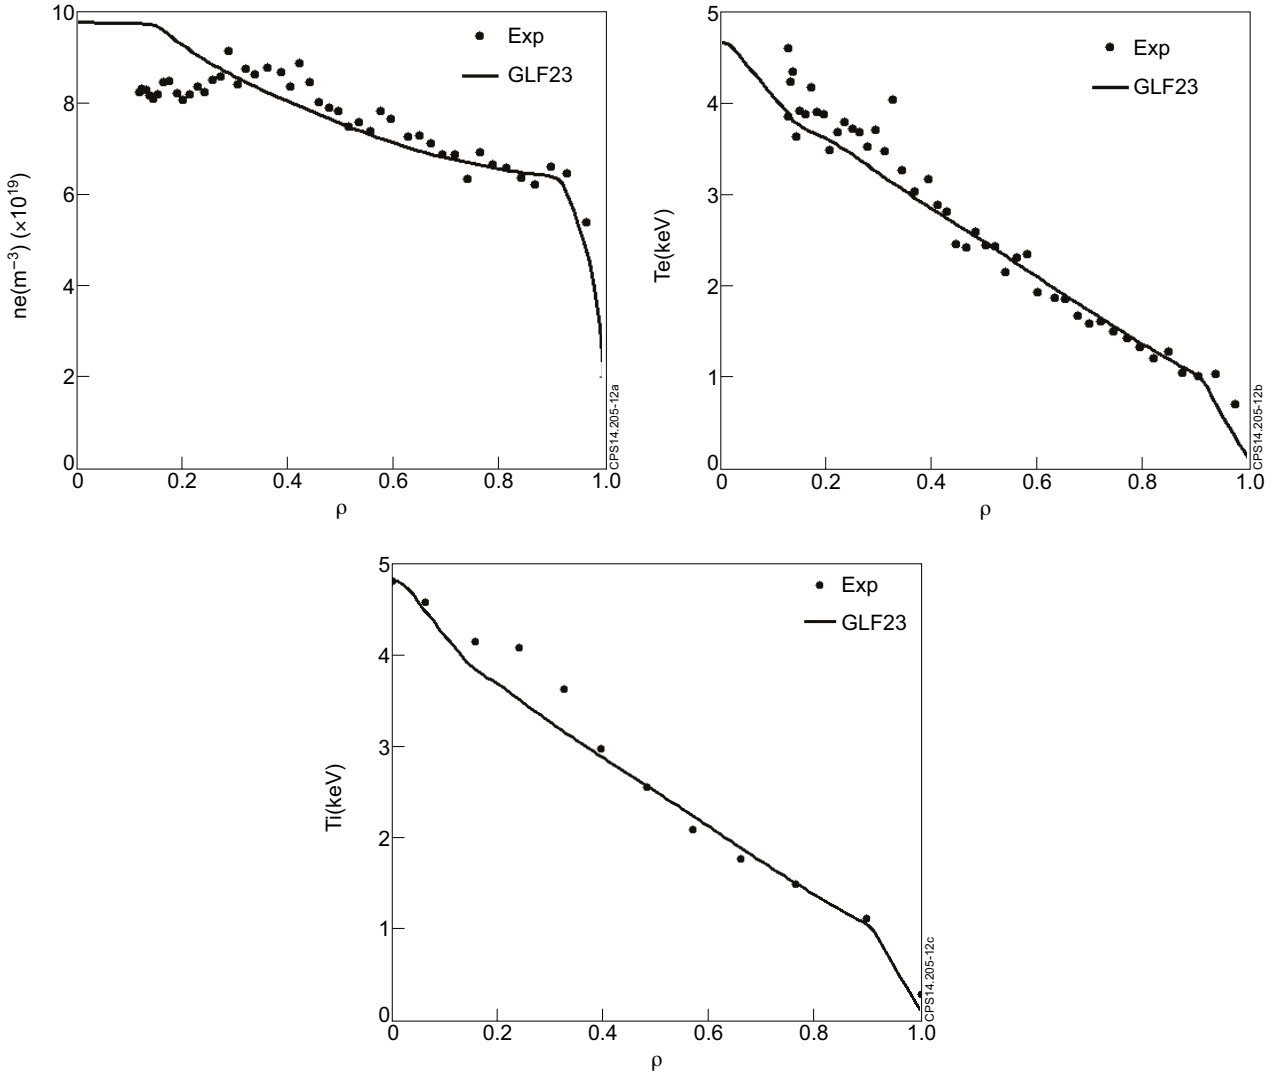 10
8
6
4
2
0
ne(m⁻³) (×10¹⁹)
Exp
GLF23
0
0.2
0.4
0.6
0.8
1.0
ρ
CPS14.205-12a
5
4
3
2
1
0
Te(keV)
Exp
GLF23
0
0.2
0.4
0.6
0.8
1.0
ρ
CPS14.205-12b
5
4
3
2
1
0
Ti(keV)
Exp
GLF23
0
0.2
0.4
0.6
0.8
1.0
ρ
CPS14.205-12c